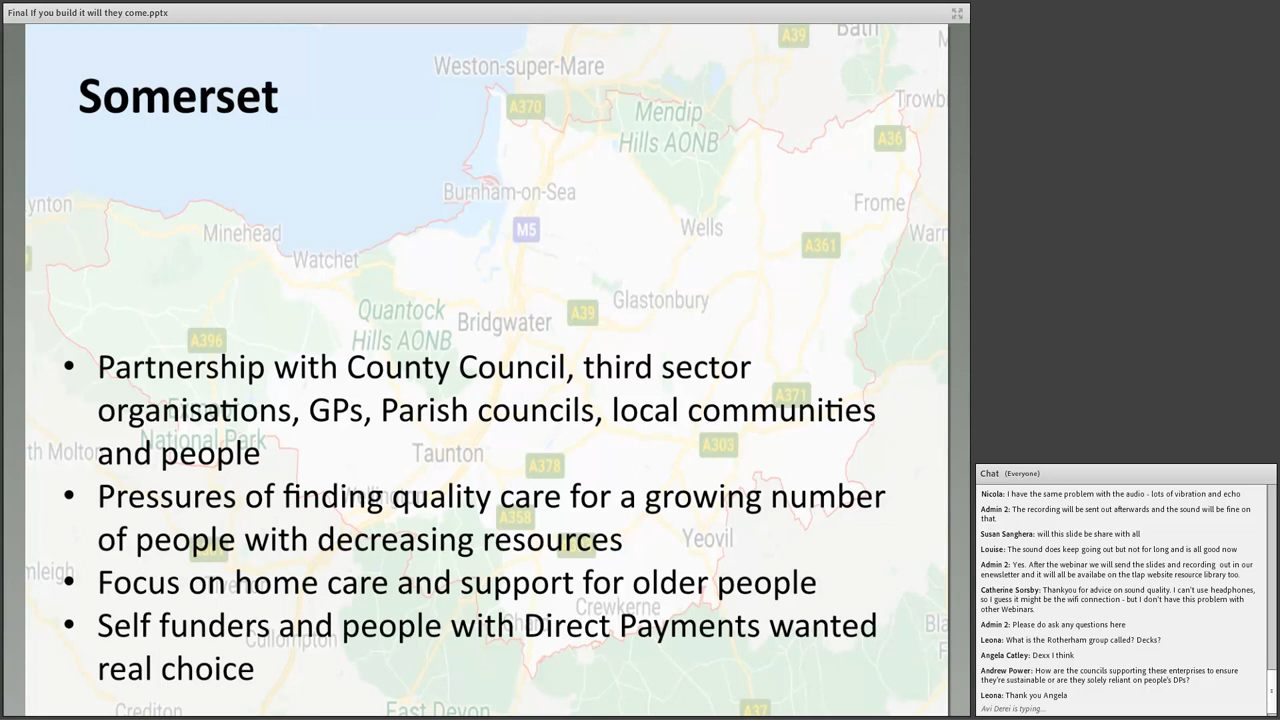 Final If you build it will they come.pptx
Somerset
A39
Bath
Weston-super-Mare
A370
Mendip
Hills AONB
Trowb
A36
Burnham-on-Sea
ynton
Frome
Minehead
M5
Wells
A361
Warr
Watchet
Quantock
Hills AONB
Glastonbury
A39
Bridgwater
A396
• Partnership with County Council, third sector
organisations, GPs, Parish councils, local communities
and people
A371
National Park
th Molton
Taunton
A303
A378
• Pressures of finding quality care for a growing number
of people with decreasing resources
A358
Yeovil
mleigh
• Focus on home care and support for older people
Crewkerne
• Self funders and people with Direct Payments wanted
real choice
Cullompton
Bla
Crediton
East Devon
A37
Chat (Everyone)
Nicola: I have the same problem with the audio - lots of vibration and echo
Admin 2: The recording will be sent out afterwards and the sound will be fine on
that.
Susan Sanghera: will this slide be share with all
Louise: The sound does keep going out but not for long and is all good now
Admin 2: Yes. After the webinar we will send the slides and recording out in our
enewsletter and it will all be availabe on the tlap website resource library too.
Catherine Sorsby: Thankyou for advice on sound quality. I can't use headphones,
so I guess it might be the wifi connection - but I don't have this problem with
other Webinars.
Admin 2: Please do ask any questions here
Leona: What is the Rotherham group called? Decks?
Angela Catley: Dexx I think
Andrew Power: How are the councils supporting these enterprises to ensure
they're sustainable or are they solely reliant on people's DPs?
Leona: Thank you Angela
Avi Derei is typing...